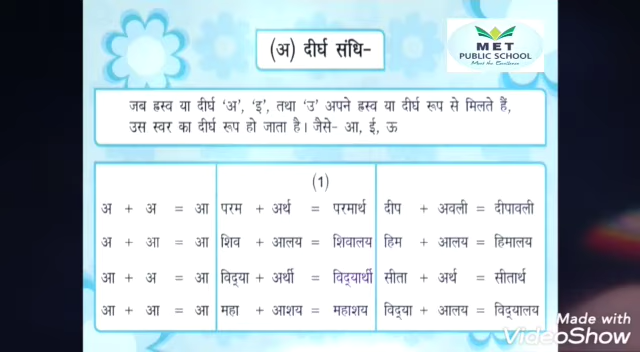 (अ) दीर्घ संधि-
MET
PUBLIC SCHOOL
जब ह्रस्व या दीर्घ ‘अ’, ‘इ’, तथा ‘उ’ अपने ह्रस्व या दीर्घ रूप से मिलते हैं,
उस स्वर का दीर्घ रूप हो जाता है। जैसे- आ, ई, ऊ
(1)
अ + अ = आ परम + अर्थ = परमार्थ दीप + अवली = दीपावली
अ + आ = आ शिव + आलय = शिवालय हिम + आलय = हिमालय
आ + अ = आ विद्‌या + अर्थी = विद्‌यार्थी सीता + अर्थ = सीतार्थ
आ + आ = आ महा + आशय = महाशय विद्‌या + आलय = विद्‌यालय
Made with
VideoShow